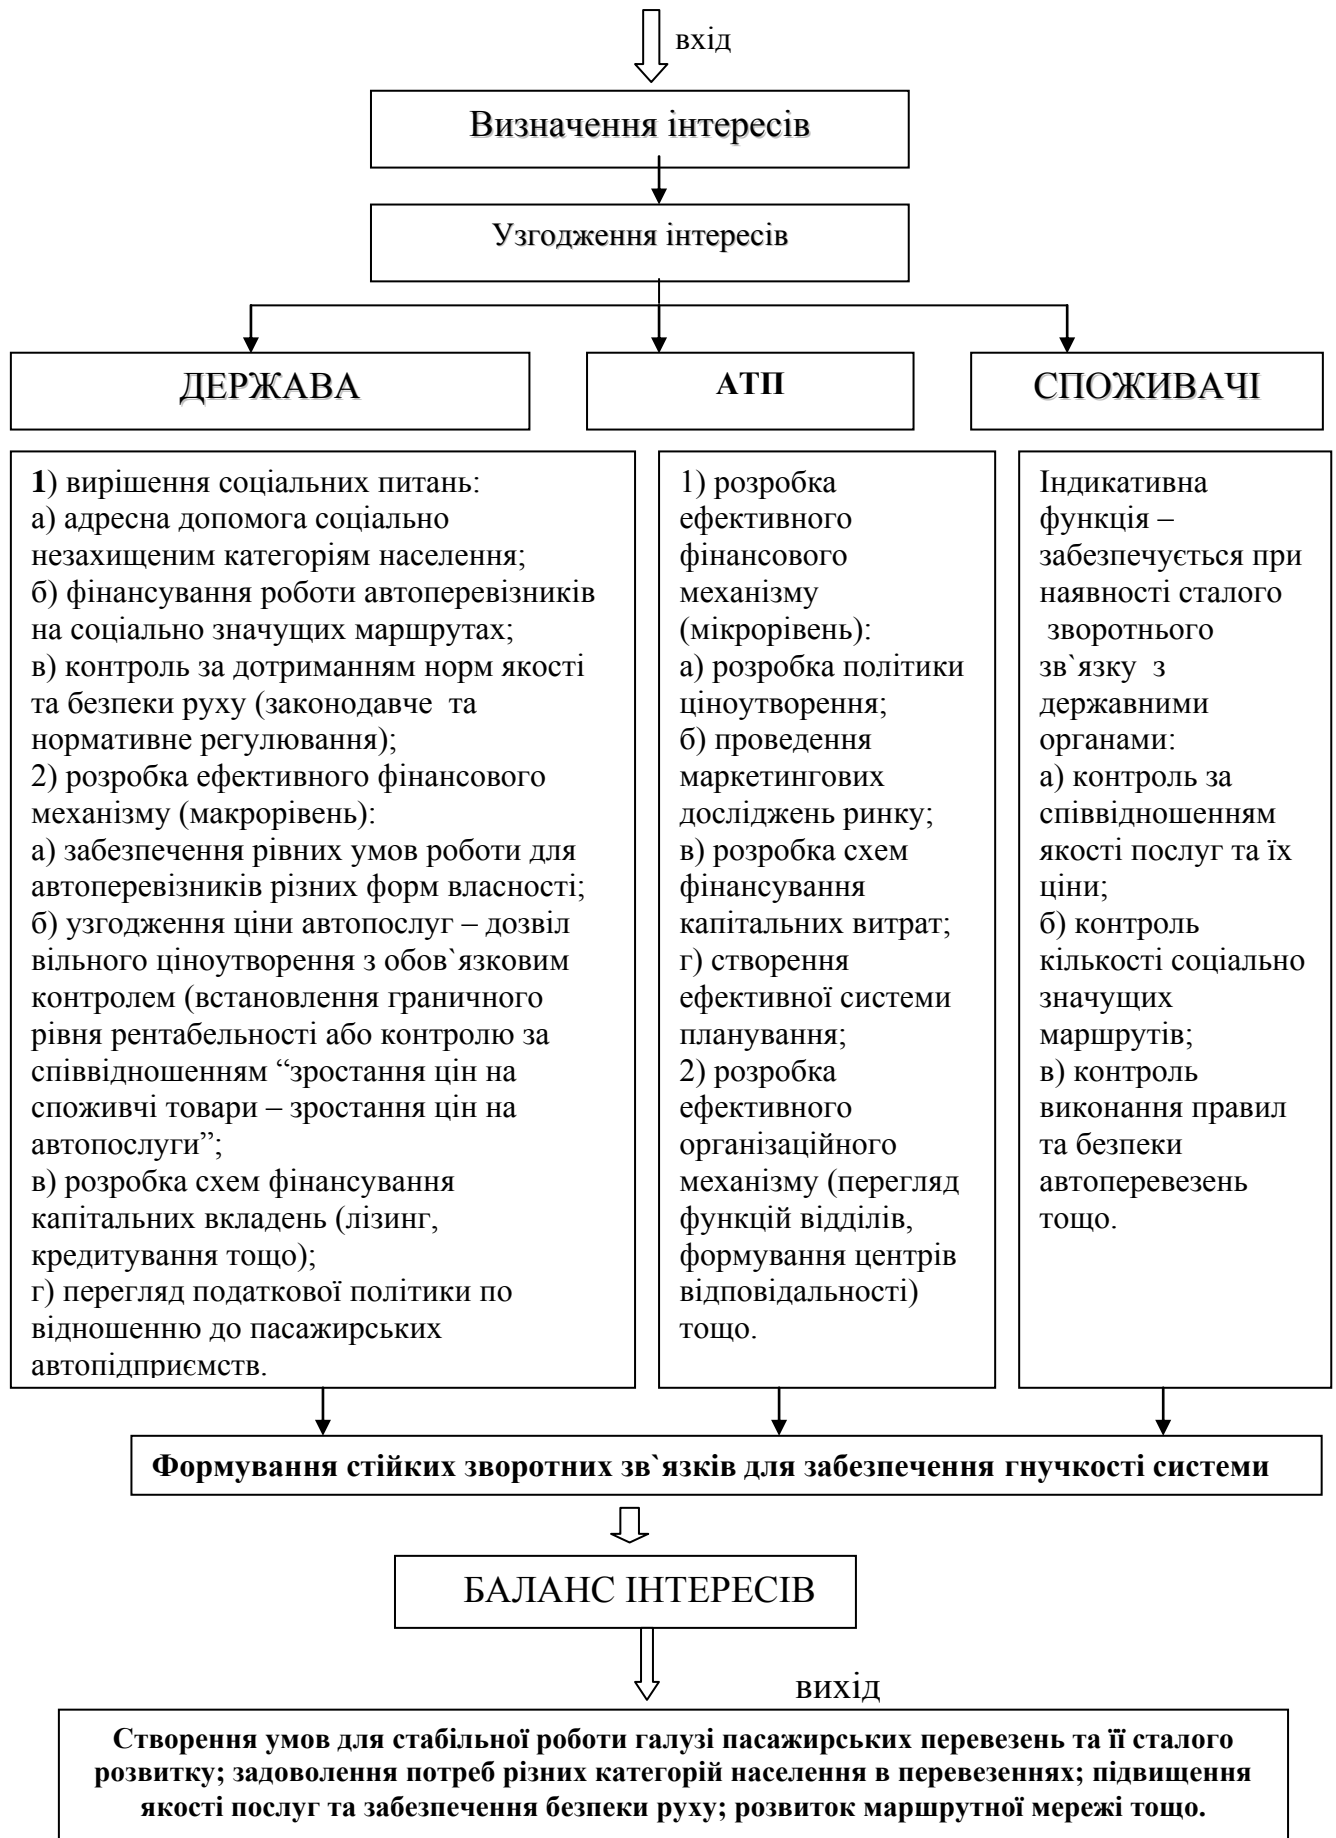 вхід
Визначення інтересів
Узгодження інтересів
ДЕРЖАВА
АТП
СПОЖИВАЧІ
1) вирішення соціальних питань:
а) адресна допомога соціально
незахищеним категоріям населення;
б) фінансування роботи автоперевізників
на соціально значущих маршрутах;
в) контроль за дотриманням норм якості
та безпеки руху (законодавче та
нормативне регулювання);
2) розробка ефективного фінансового
механізму (макрорівень):
а) забезпечення рівних умов роботи для
автоперевізників різних форм власності;
б) узгодження ціни автопослуг – дозвіл
вільного ціноутворення з обов`язковим
контролем (встановлення граничного
рівня рентабельності або контролю за
співвідношенням “зростання цін на
споживчі товари – зростання цін на
автопослуги”;
в) розробка схем фінансування
капітальних вкладень (лізинг,
кредитування тощо);
г) перегляд податкової політики по
відношенню до пасажирських
автопідприємств.
1) розробка
ефективного
фінансового
механізму
(мікрорівень):
а) розробка політики
ціноутворення;
б) проведення
маркетингових
досліджень ринку;
в) розробка схем
фінансування
капітальних витрат;
г) створення
ефективної системи
планування;
2) розробка
ефективного
організаційного
механізму (перегляд
функцій відділів,
формування центрів
відповідальності)
тощо.
Індикативна
функція –
забезпечується при
наявності сталого
зворотнього
зв`язку з
державними
органами:
а) контроль за
співвідношенням
якості послуг та їх
ціни;
б) контроль
кількості соціально
значущих
маршрутів;
в) контроль
виконання правил
та безпеки
автоперевезень
тощо.
Формування стійких зворотних зв`язків для забезпечення гнучкості системи
БАЛАНС ІНТЕРЕСІВ
вихід
Створення умов для стабільної роботи галузі пасажирських перевезень та її сталого
розвитку; задоволення потреб різних категорій населення в перевезеннях; підвищення
якості послуг та забезпечення безпеки руху; розвиток маршрутної мережі тощо.